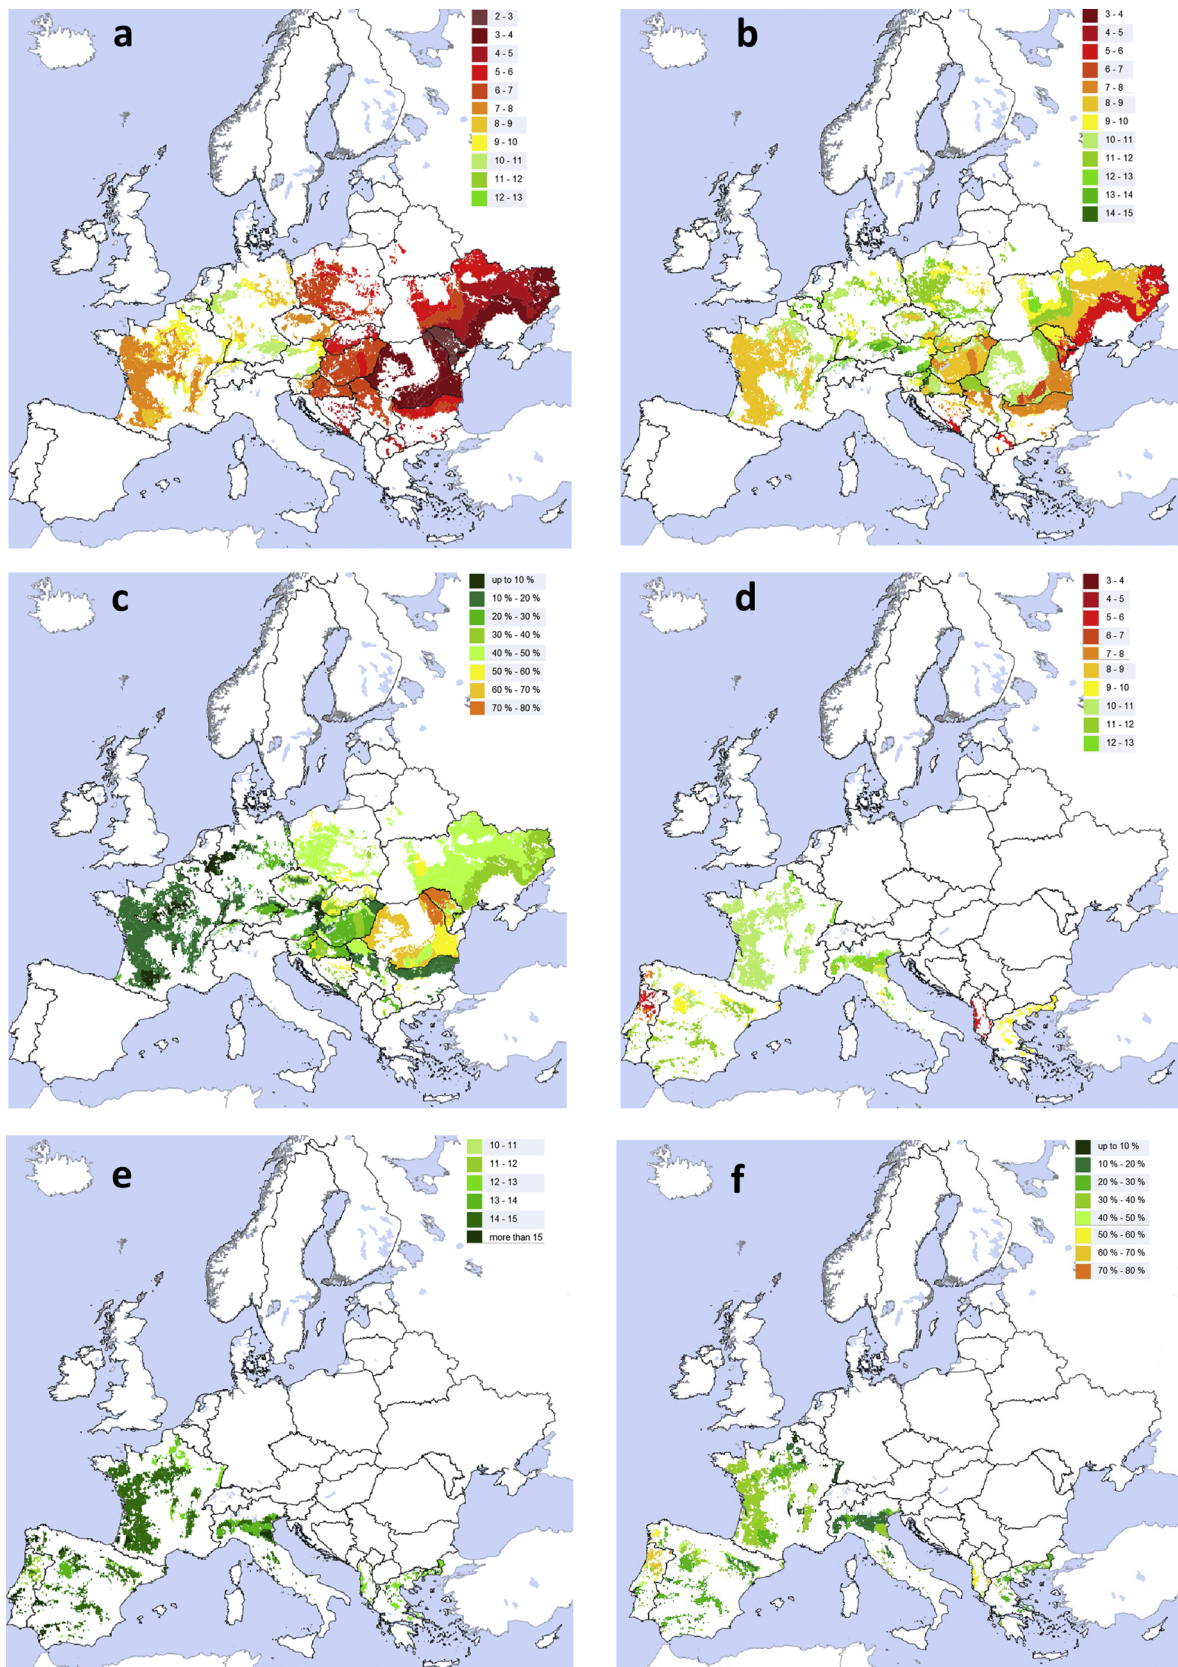 a
2 - 3
3 - 4
4 - 5
5 - 6
6 - 7
7 - 8
8 - 9
9 - 10
10 - 11
11 - 12
12 - 13
b
3 - 4
4 - 5
5 - 6
6 - 7
7 - 8
8 - 9
9 - 10
10 - 11
11 - 12
12 - 13
13 - 14
14 - 15
c
up to 10 %
10 % - 20 %
20 % - 30 %
30 % - 40 %
40 % - 50 %
50 % - 60 %
60 % - 70 %
70 % - 80 %
d
3 - 4
4 - 5
5 - 6
6 - 7
7 - 8
8 - 9
9 - 10
10 - 11
11 - 12
12 - 13
e
10 - 11
11 - 12
12 - 13
13 - 14
14 - 15
more than 15
f
up to 10 %
10 % - 20 %
20 % - 30 %
30 % - 40 %
40 % - 50 %
50 % - 60 %
60 % - 70 %
70 % - 80 %